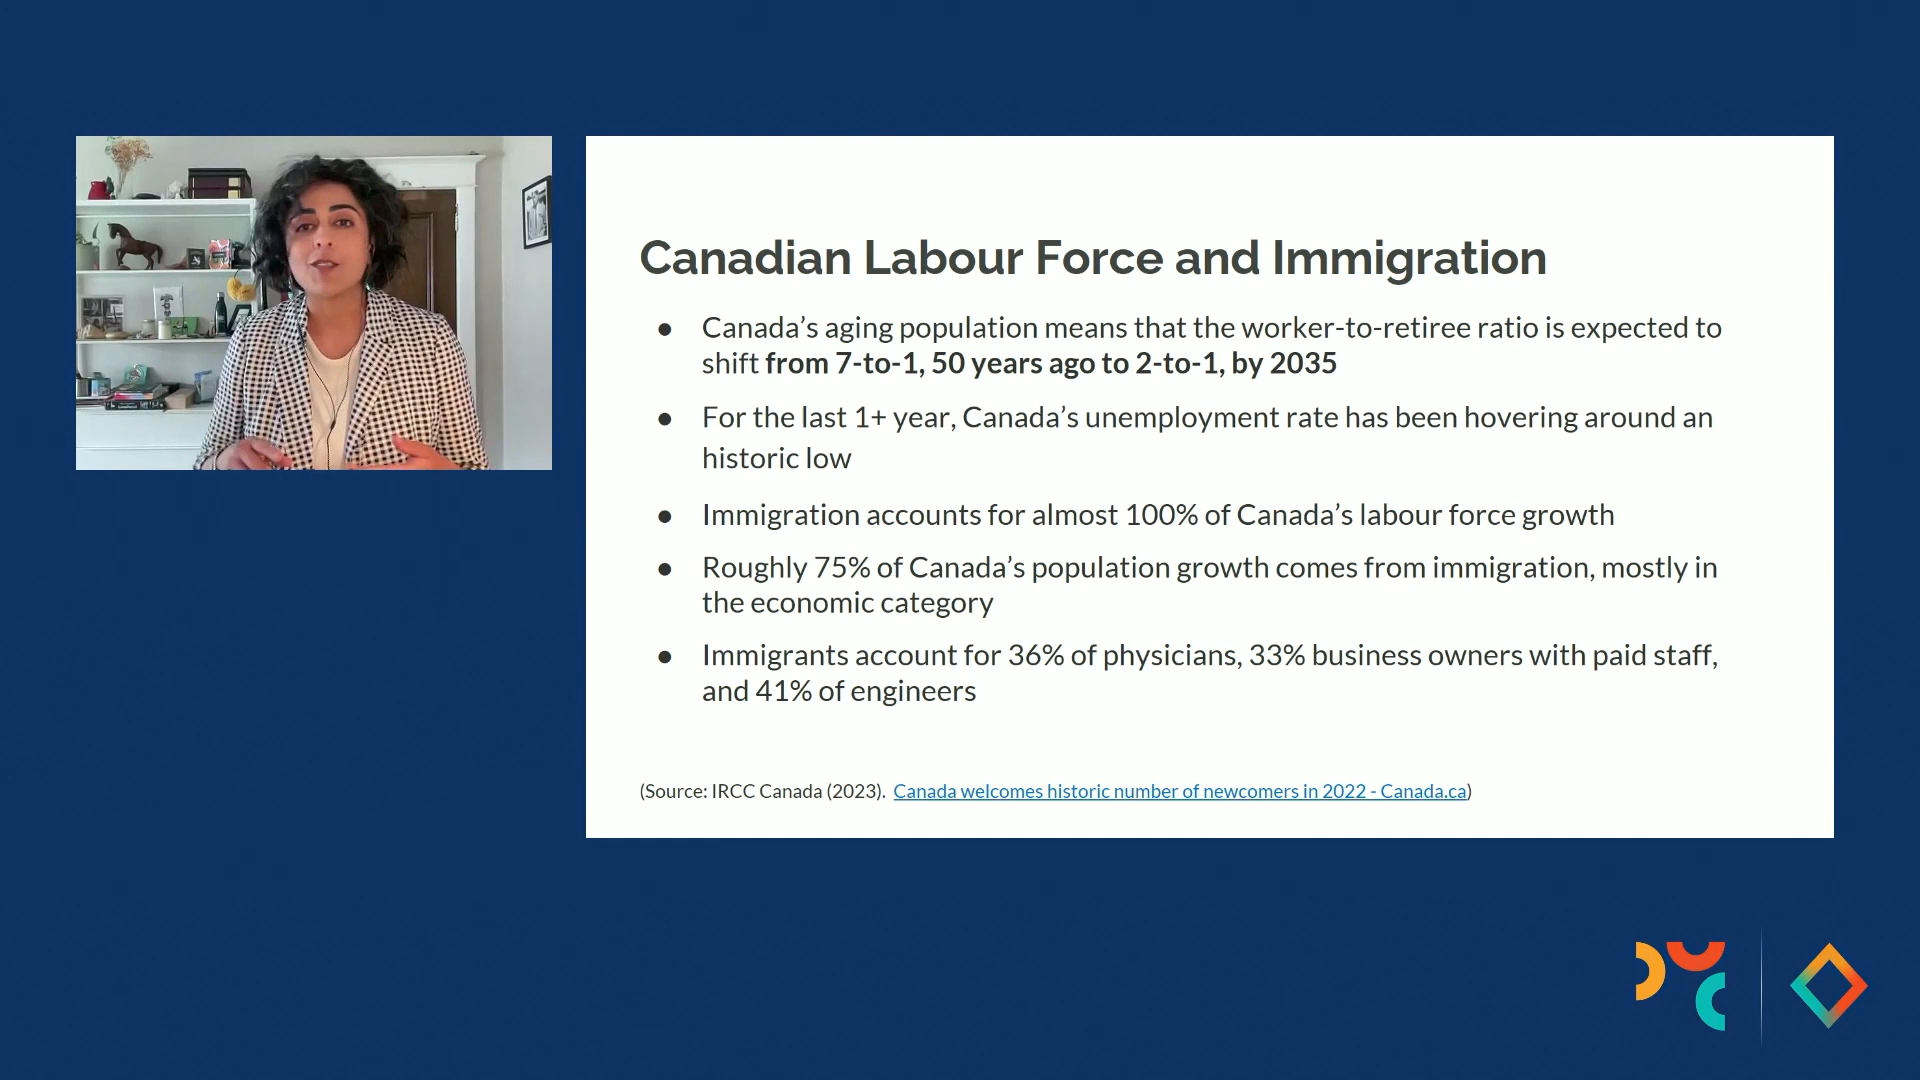 Canadian Labour Force and Immigration
● Canada’s aging population means that the worker-to-retiree ratio is expected to
shift from 7-to-1, 50 years ago to 2-to-1, by 2035
● For the last 1+ year, Canada’s unemployment rate has been hovering around an
historic low
● Immigration accounts for almost 100% of Canada’s labour force growth
● Roughly 75% of Canada’s population growth comes from immigration, mostly in
the economic category
● Immigrants account for 36% of physicians, 33% business owners with paid staff,
and 41% of engineers
(Source: IRCC Canada (2023). Canada welcomes historic number of newcomers in 2022 - Canada.ca)